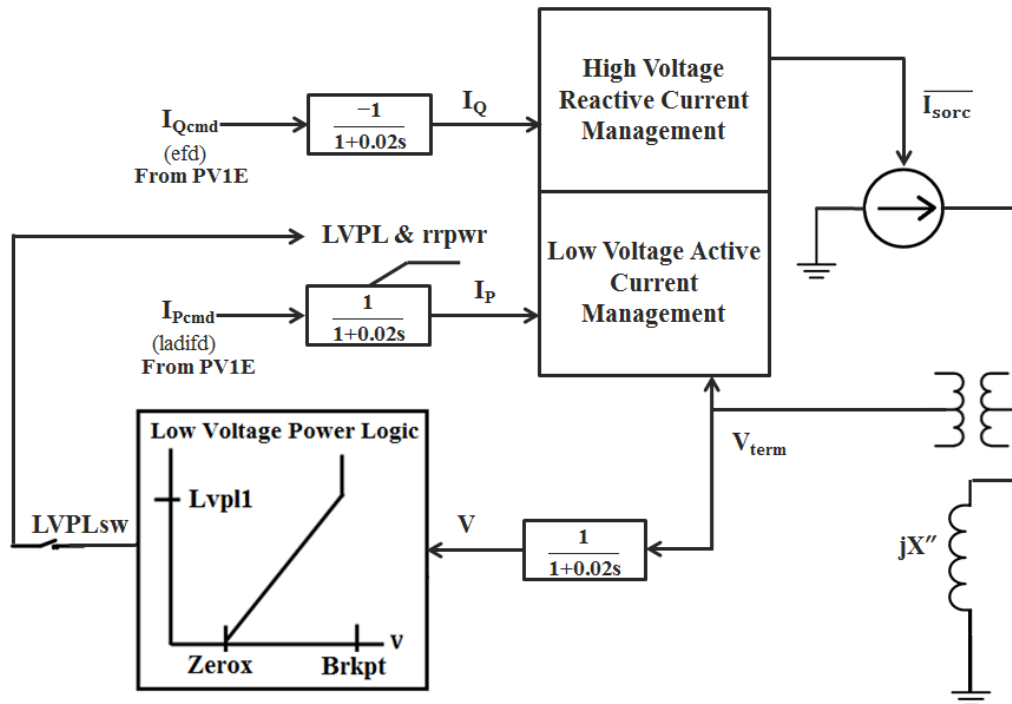 High Voltage
Reactive Current
Management
I_Qcmd
(efd)
From PV1E
−1
1+0.02s
I_Q
I_sorc
LVPL & rrpwr
Low Voltage Active
Current
Management
I_Pcmd
(ladifd)
From PV1E
1
1+0.02s
I_P
Low Voltage Power Logic
Lvpl1
V_term
LVPLsw
V
1
1+0.02s
jX″
v
Zerox
Brkpt